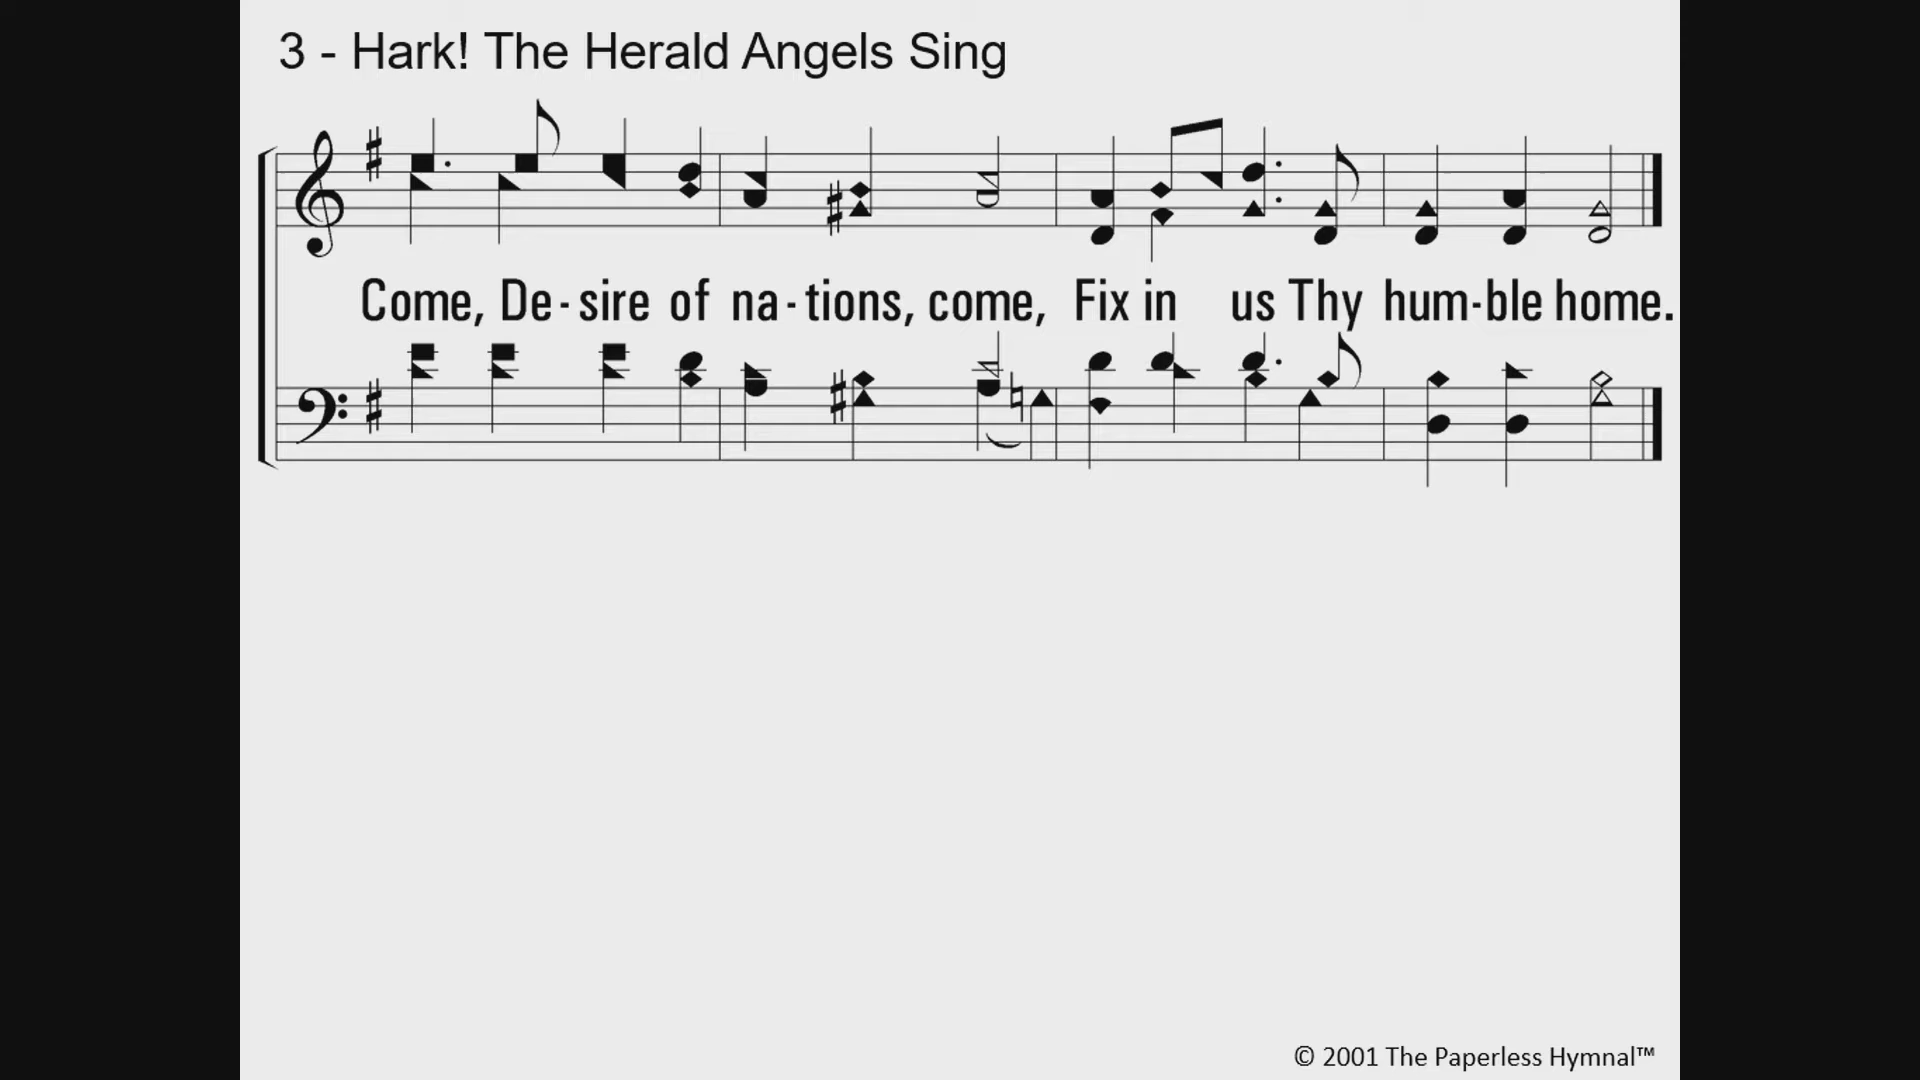 3 - Hark! The Herald Angels Sing
Come, De-sire of na-tions, come, Fix in us Thy hum-ble home.
© 2001 The Paperless Hymnal™